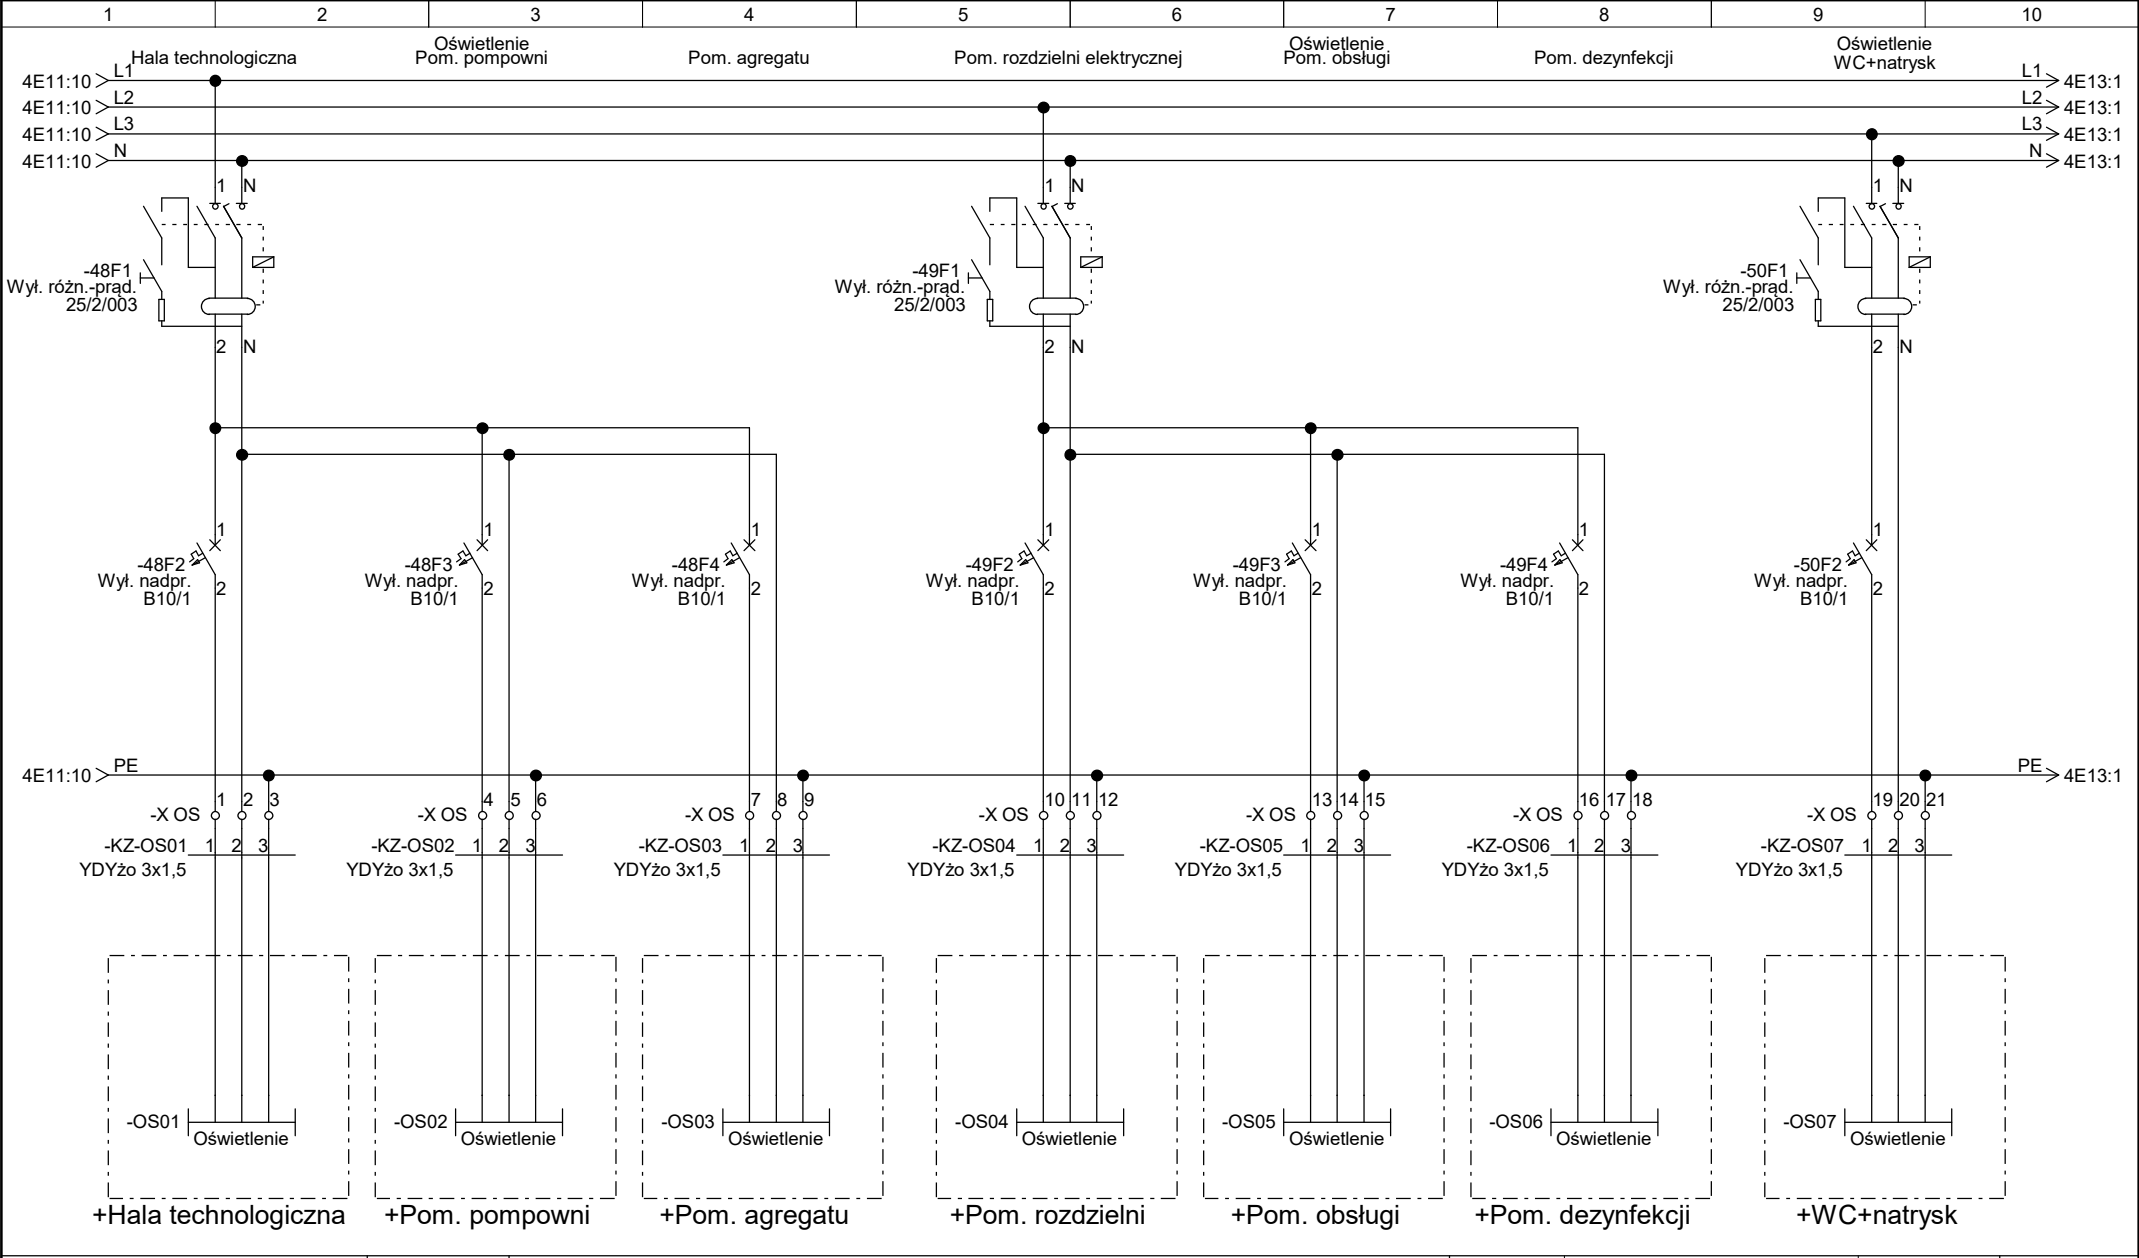 1 2 3 4 5 6 7 8 9 10
Hala technologiczna
Oświetlenie
Pom. pompowni
Pom. agregatu
Pom. rozdzielni elektrycznej
Oświetlenie
Pom. obsługi
Pom. dezynfekcji
Oświetlenie
WC+natrysk
4E11:10 L1 L1 4E13:1
4E11:10 L2 L2 4E13:1
4E11:10 L3 L3 4E13:1
4E11:10 N N 4E13:1
1 N 1 N 1 N
-48F1
Wył. różn.-prąd.
25/2/003
-49F1
Wył. różn.-prąd.
25/2/003
-50F1
Wył. różn.-prąd.
25/2/003
2 N 2 N 2 N
1 1 1 1 1 1 1
-48F2
Wył. nadpr.
B10/1
2
-48F3
Wył. nadpr.
B10/1
2
-48F4
Wył. nadpr.
B10/1
2
-49F2
Wył. nadpr.
B10/1
2
-49F3
Wył. nadpr.
B10/1
2
-49F4
Wył. nadpr.
B10/1
2
-50F2
Wył. nadpr.
B10/1
2
4E11:10 PE PE 4E13:1
1 2 3 4 5 6 7 8 9 10 11 12 13 14 15 16 17 18 19 20 21
-X OS -X OS -X OS -X OS -X OS -X OS -X OS
-KZ-OS01 1 2 3 -KZ-OS02 1 2 3 -KZ-OS03 1 2 3 -KZ-OS04 1 2 3 -KZ-OS05 1 2 3 -KZ-OS06 1 2 3 -KZ-OS07 1 2 3
YDYżo 3x1,5 YDYżo 3x1,5 YDYżo 3x1,5 YDYżo 3x1,5 YDYżo 3x1,5 YDYżo 3x1,5 YDYżo 3x1,5
-OS01 -OS02 -OS03 -OS04 -OS05 -OS06 -OS07
Oświetlenie Oświetlenie Oświetlenie Oświetlenie Oświetlenie Oświetlenie Oświetlenie
+Hala technologiczna +Pom. pompowni +Pom. agregatu +Pom. rozdzielni +Pom. obsługi +Pom. dezynfekcji +WC+natrysk